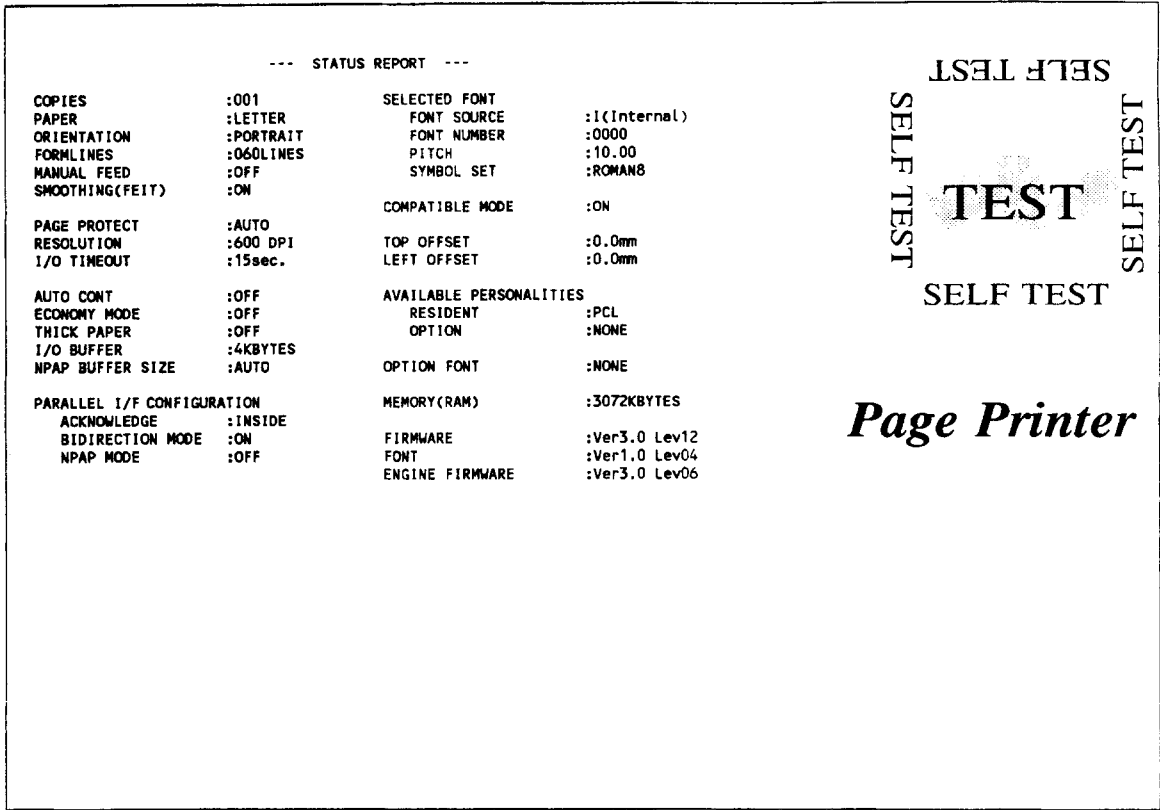 --- STATUS REPORT ---
COPIES :001
PAPER :LETTER
ORIENTATION :PORTRAIT
FORMLINES :060LINES
MANUAL FEED :OFF
SMOOTHING(FEIT) :ON
PAGE PROTECT :AUTO
RESOLUTION :600 DPI
I/O TIMEOUT :15sec.
AUTO CONT :OFF
ECONOMY MODE :OFF
THICK PAPER :OFF
I/O BUFFER :4KBYTES
NPAP BUFFER SIZE :AUTO
PARALLEL I/F CONFIGURATION
ACKNOWLEDGE :INSIDE
BIDIRECTION MODE :ON
NPAP MODE :OFF
SELECTED FONT
FONT SOURCE :I(Internal)
FONT NUMBER :0000
PITCH :10.00
SYMBOL SET :ROMAN8
COMPATIBLE MODE :ON
TOP OFFSET :0.0mm
LEFT OFFSET :0.0mm
AVAILABLE PERSONALITIES
RESIDENT :PCL
OPTION :NONE
OPTION FONT :NONE
MEMORY(RAM) :3072KBYTES
FIRMWARE :Ver3.0 Lev12
FONT :Ver1.0 Lev04
ENGINE FIRMWARE :Ver3.0 Lev06
SELF TEST
SELF TEST
TEST
SELF TEST
SELF TEST
Page Printer